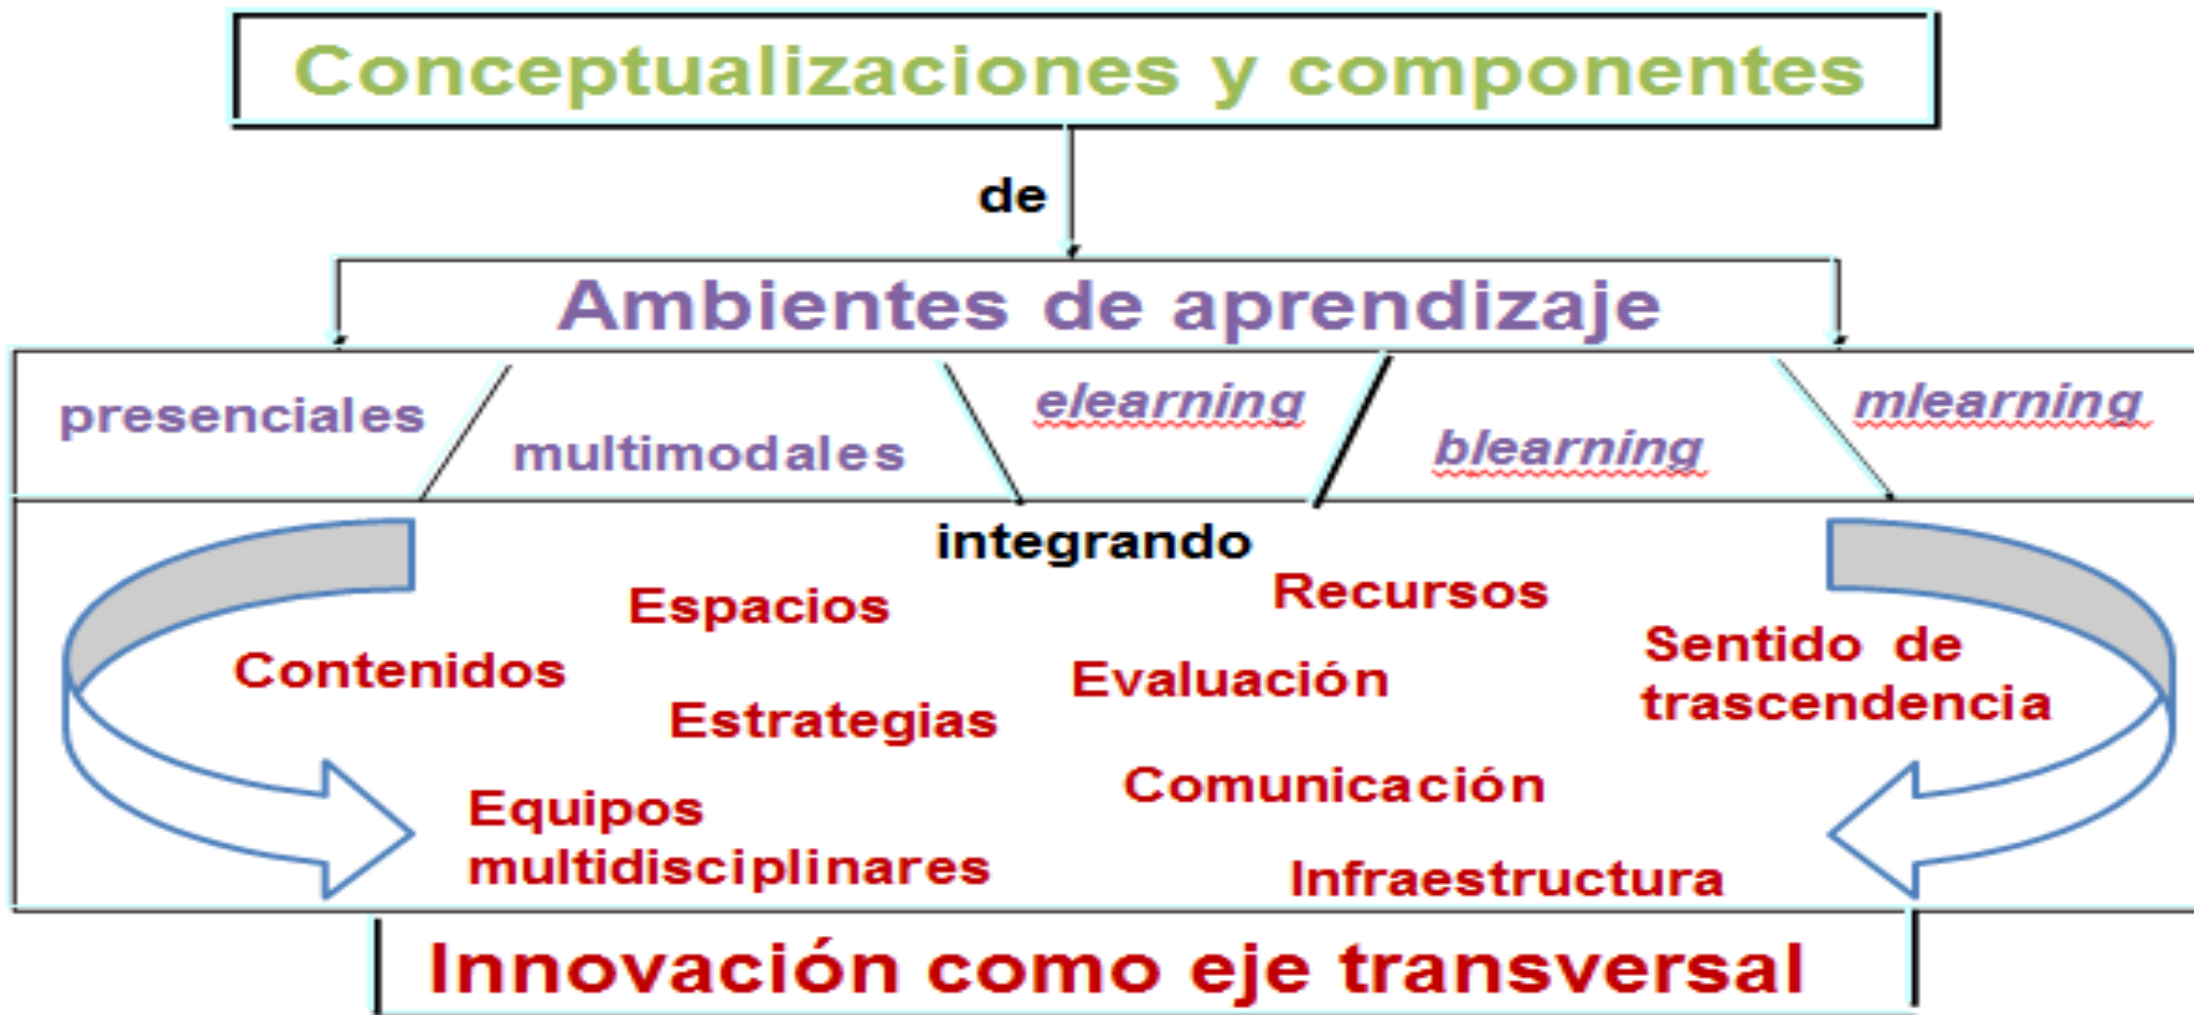 Conceptualizaciones y componentes
de
Ambientes de aprendizaje
presenciales
multimodales
elearning
blearning
mlearning
integrando
Espacios
Recursos
Contenidos
Estrategias
Evaluación
Sentido de
trascendencia
Equipos
multidisciplinares
Comunicación
Infraestructura
Innovación como eje transversal